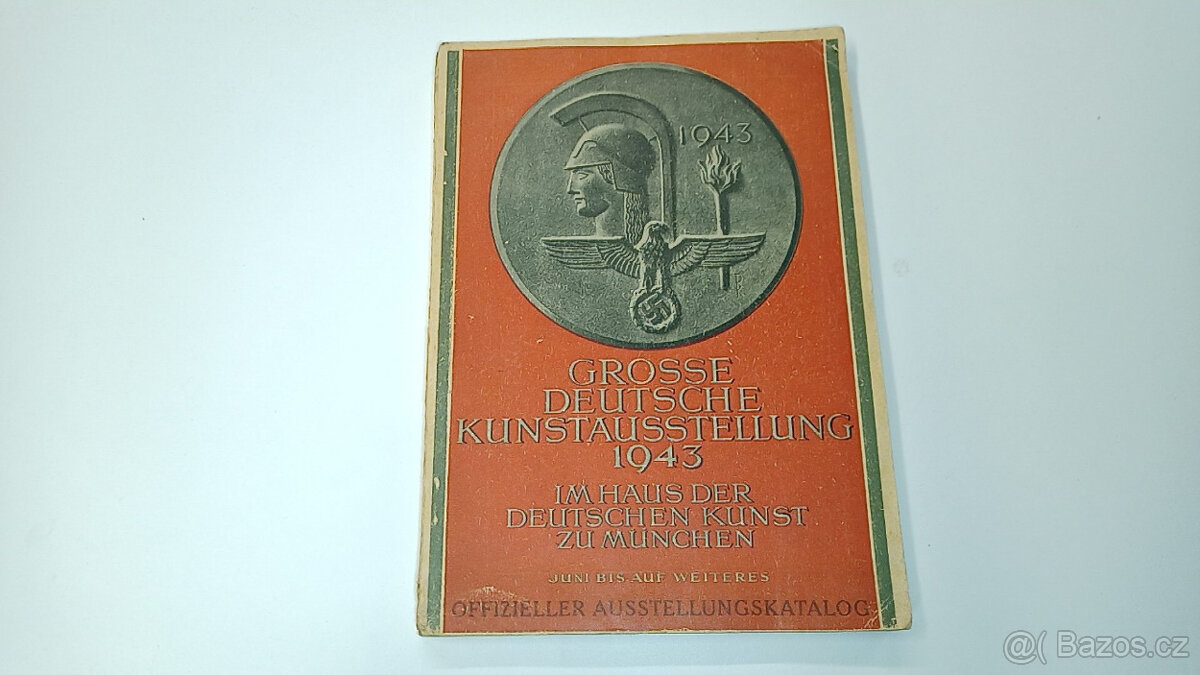 1943
GROSSE
DEUTSCHE
KUNSTAUSSTELLUNG
1943
IM HAUS DER
DEUTSCHEN KUNST
ZU MÜNCHEN
JUNI BIS AUF WEITERES
OFFIZIELLER AUSSTELLUNGSKATALOG
@( Bazos.cz